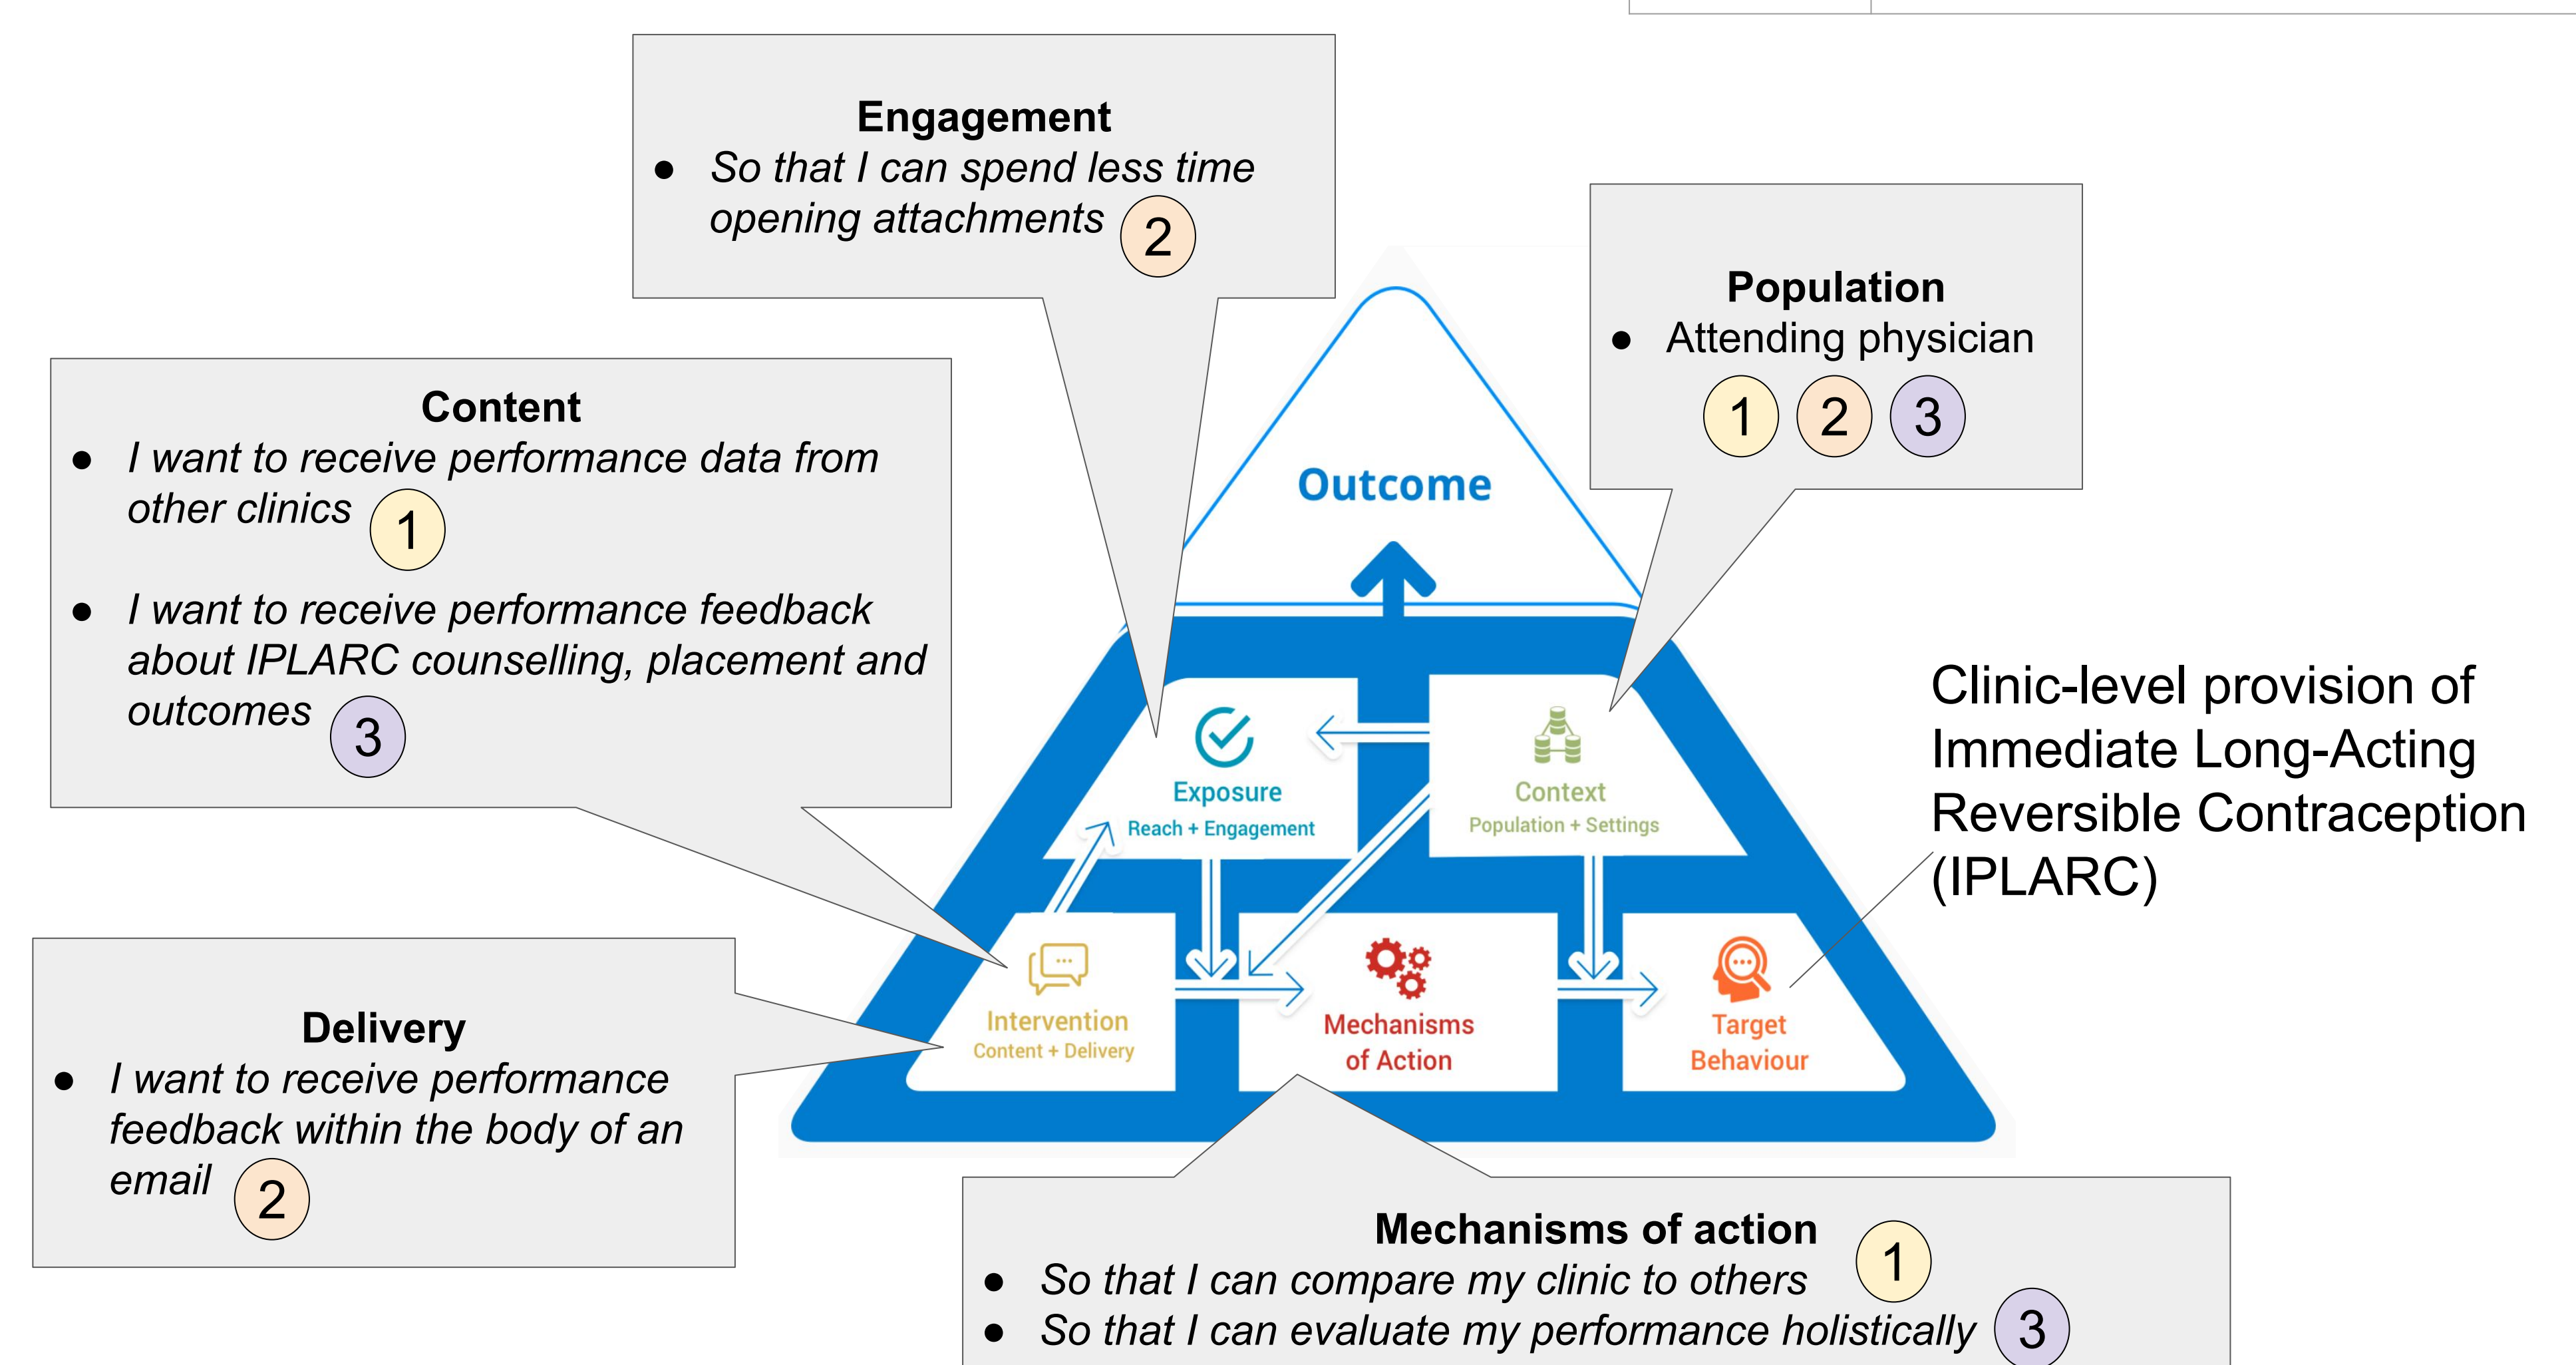 Engagement
● So that I can spend less time
opening attachments 2
Population
● Attending physician
1 2 3
Content
● I want to receive performance data from
other clinics 1
● I want to receive performance feedback
about IPLARC counselling, placement and
outcomes 3
Outcome
Clinic-level provision of
Immediate Long-Acting
Reversible Contraception
(IPLARC)
Exposure
Reach + Engagement
Context
Population + Settings
Delivery
● I want to receive performance
feedback within the body of an
email 2
Intervention
Content + Delivery
Mechanisms
of Action
Target
Behaviour
Mechanisms of action
● So that I can compare my clinic to others 1
● So that I can evaluate my performance holistically 3